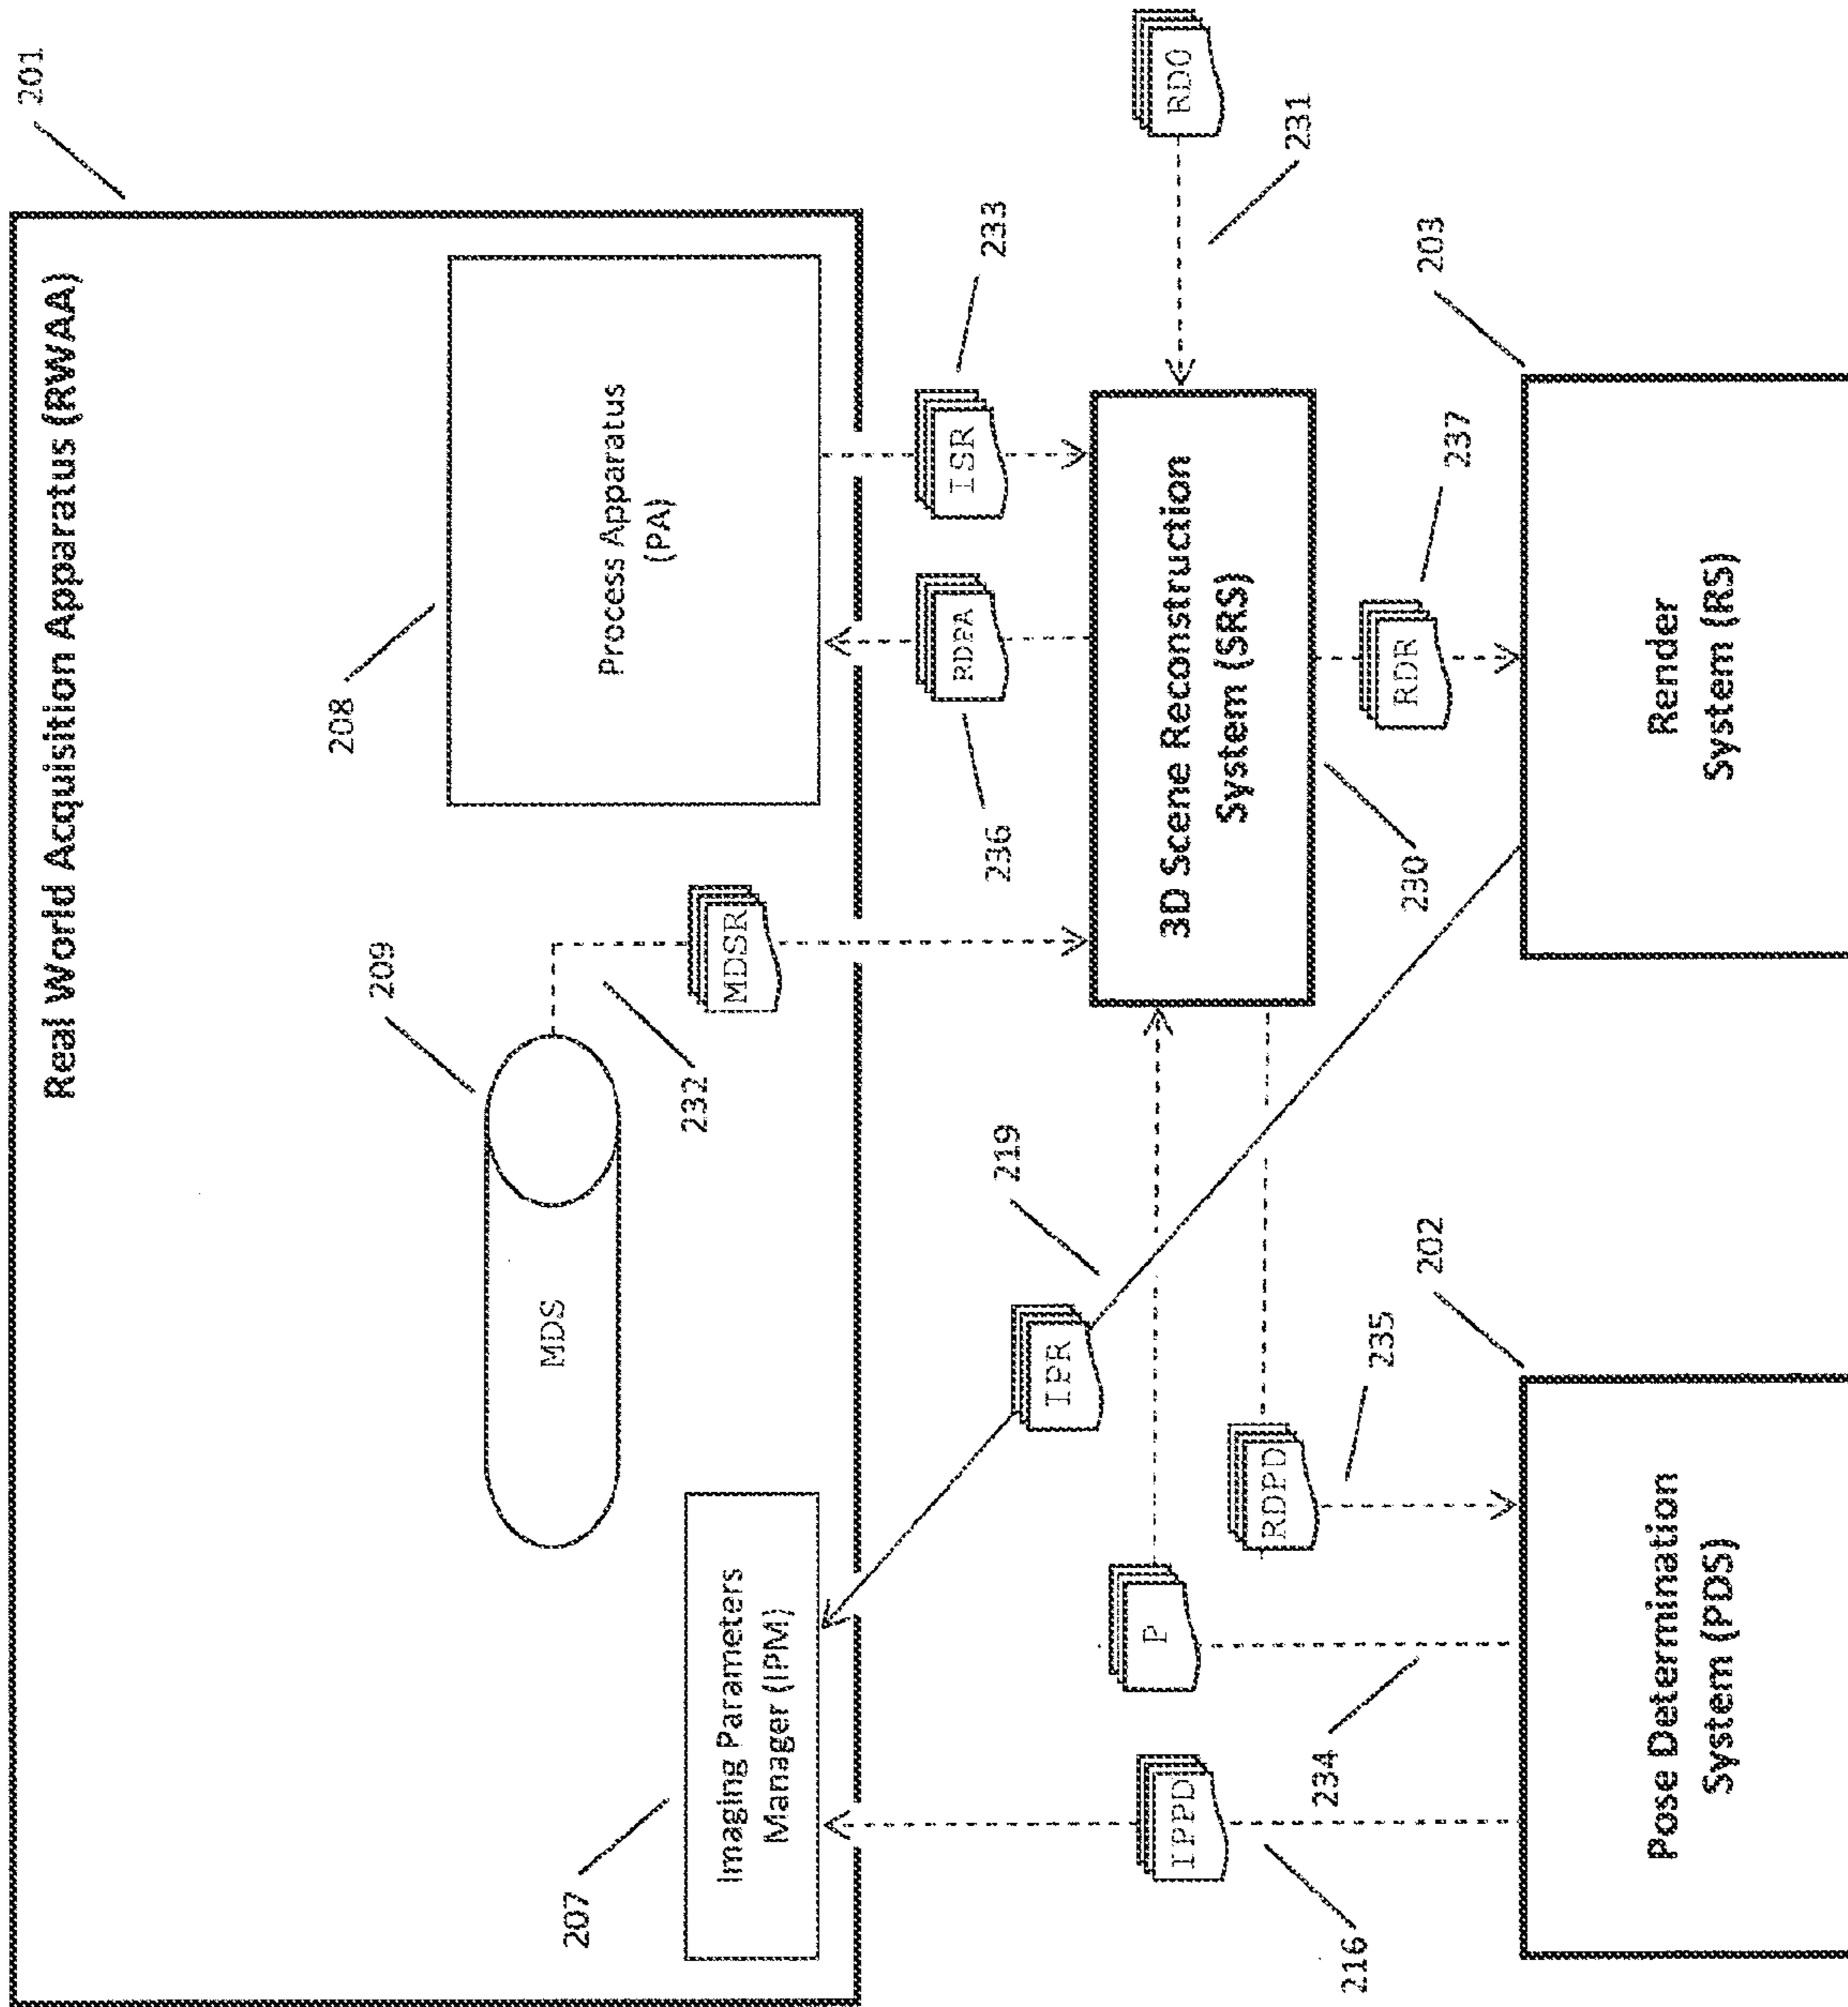 201
Real World Acquisition Apparatus (RWAA)
209
208
207
MDS
Process Apparatus
(PA)
Imaging Parameters
Manager (IPM)
232
MDSR
236
RDPA
ISR
233
219
IPR
216
IPPD
P
234
RDPD
235
3D Scene Reconstruction
System (SRS)
RD0
231
230
RDR
237
202
203
Pose Determination
System (PDS)
Render
System (RS)